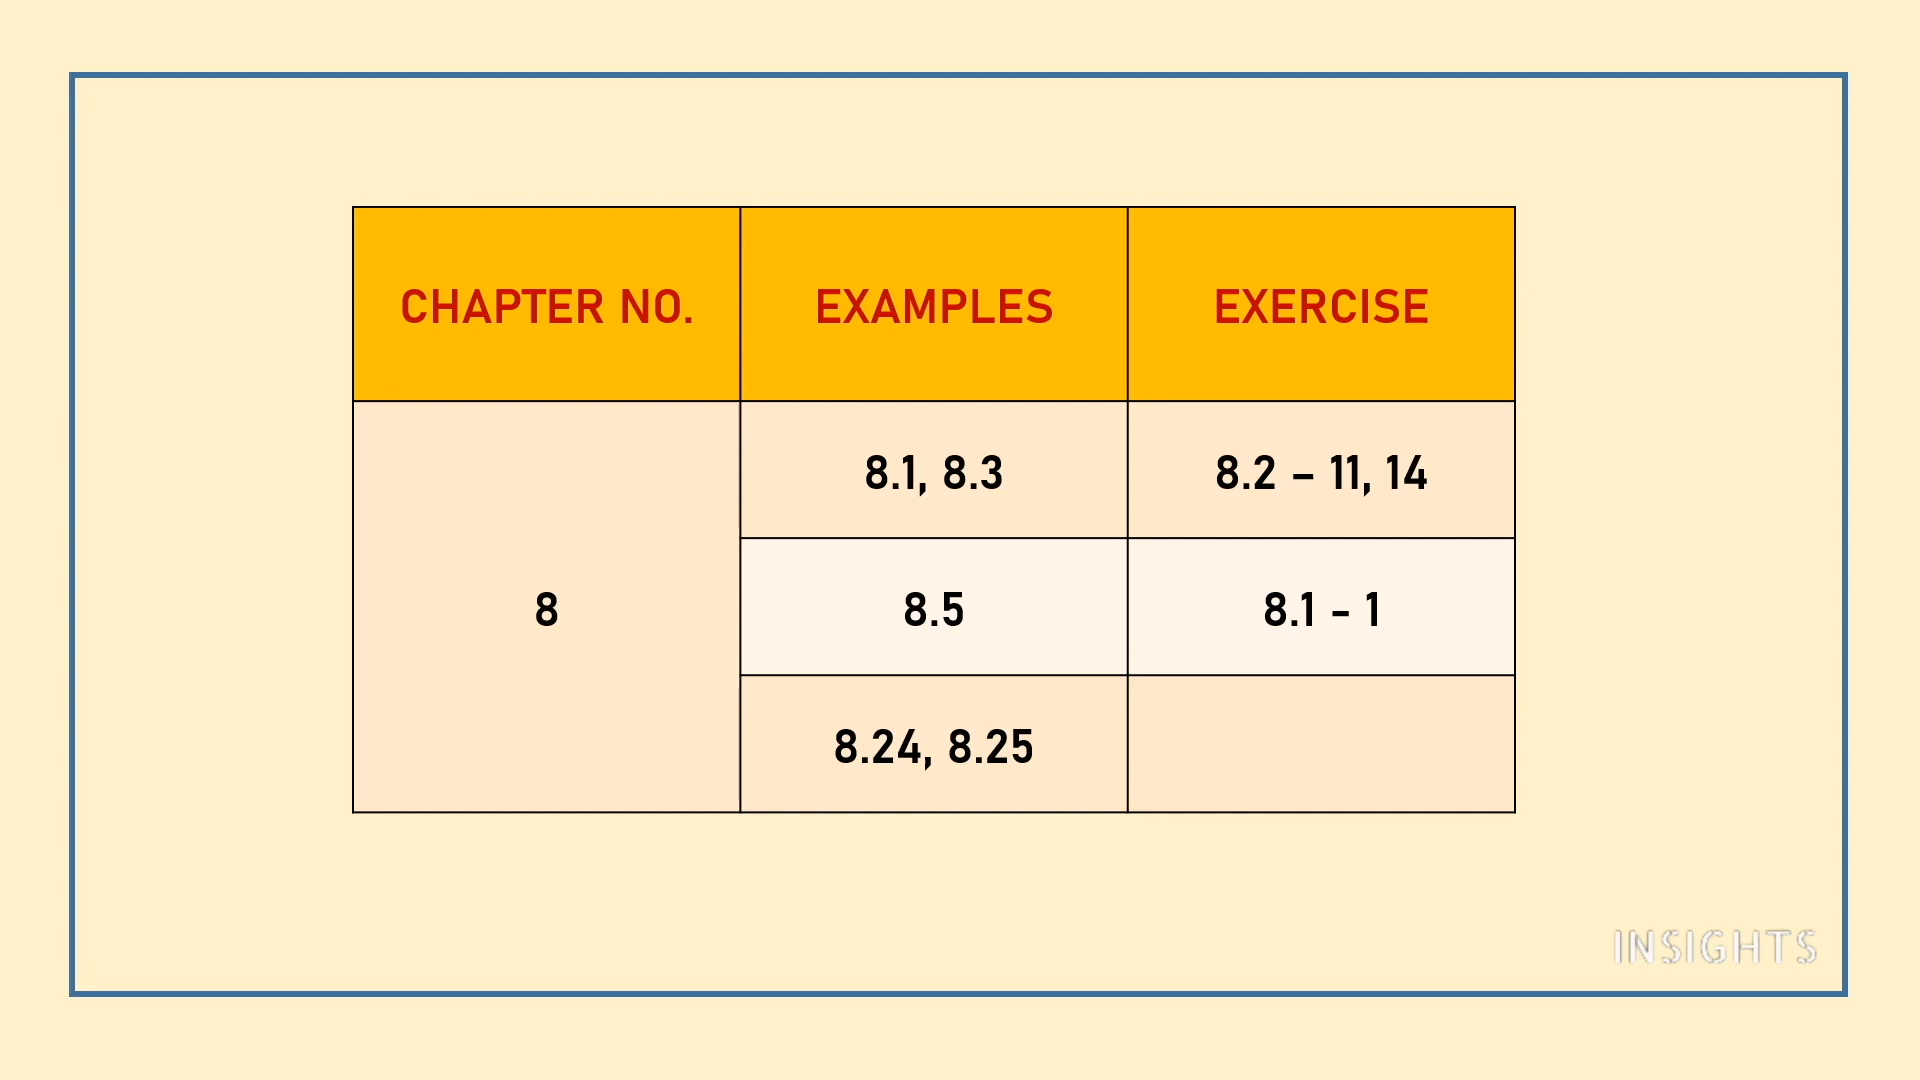 CHAPTER NO. EXAMPLES EXERCISE
8.1, 8.3 8.2 – 11, 14
8 8.5 8.1 - 1
8.24, 8.25
INSIGHTS